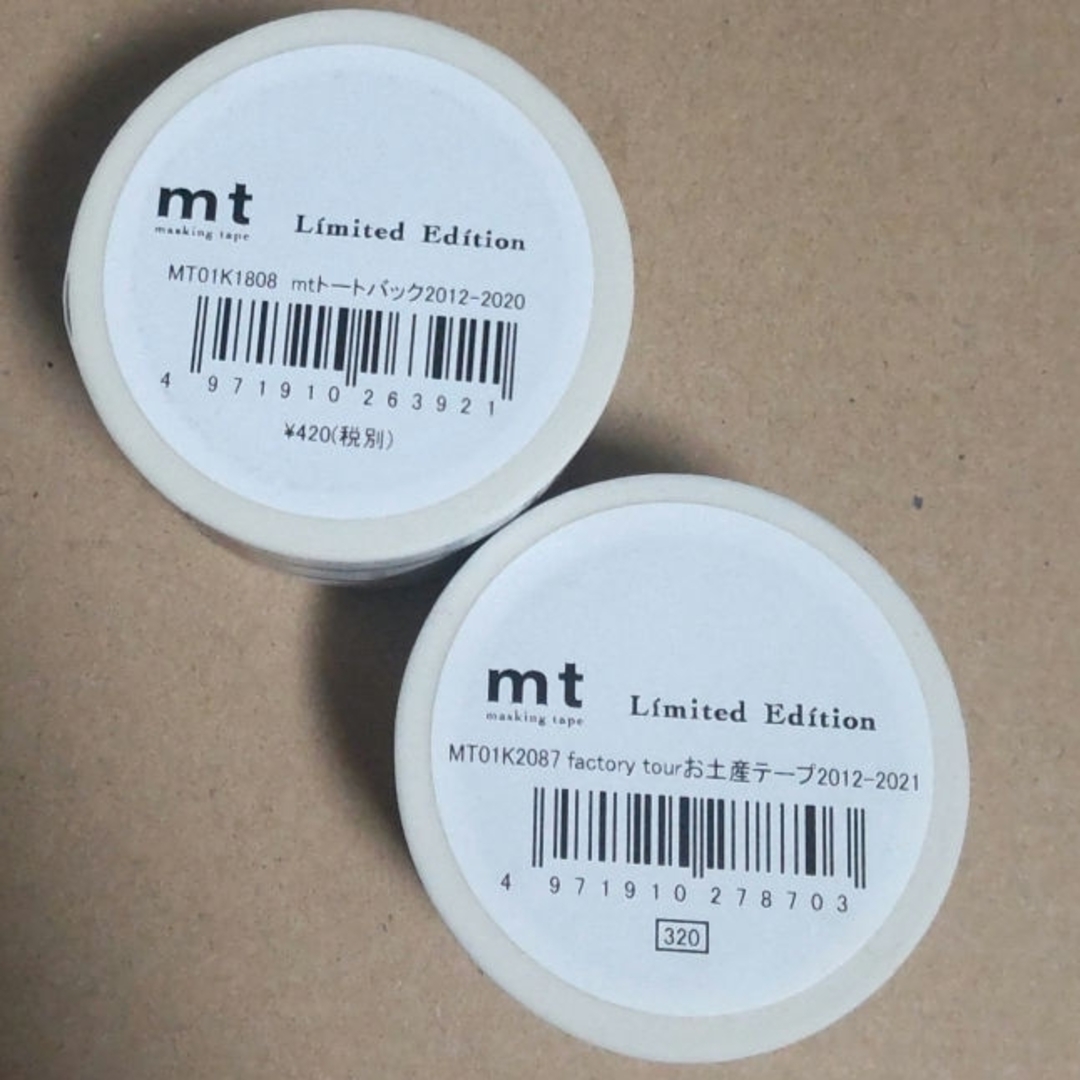 mt
masking tape
Límited Edítion
MT01K1808 mtトートバック2012-2020
4 971910 263921
¥420(税別)
mt
masking tape
Límited Edítion
MT01K2087 factory tourお土産テープ2012-2021
4 971910 278703
320